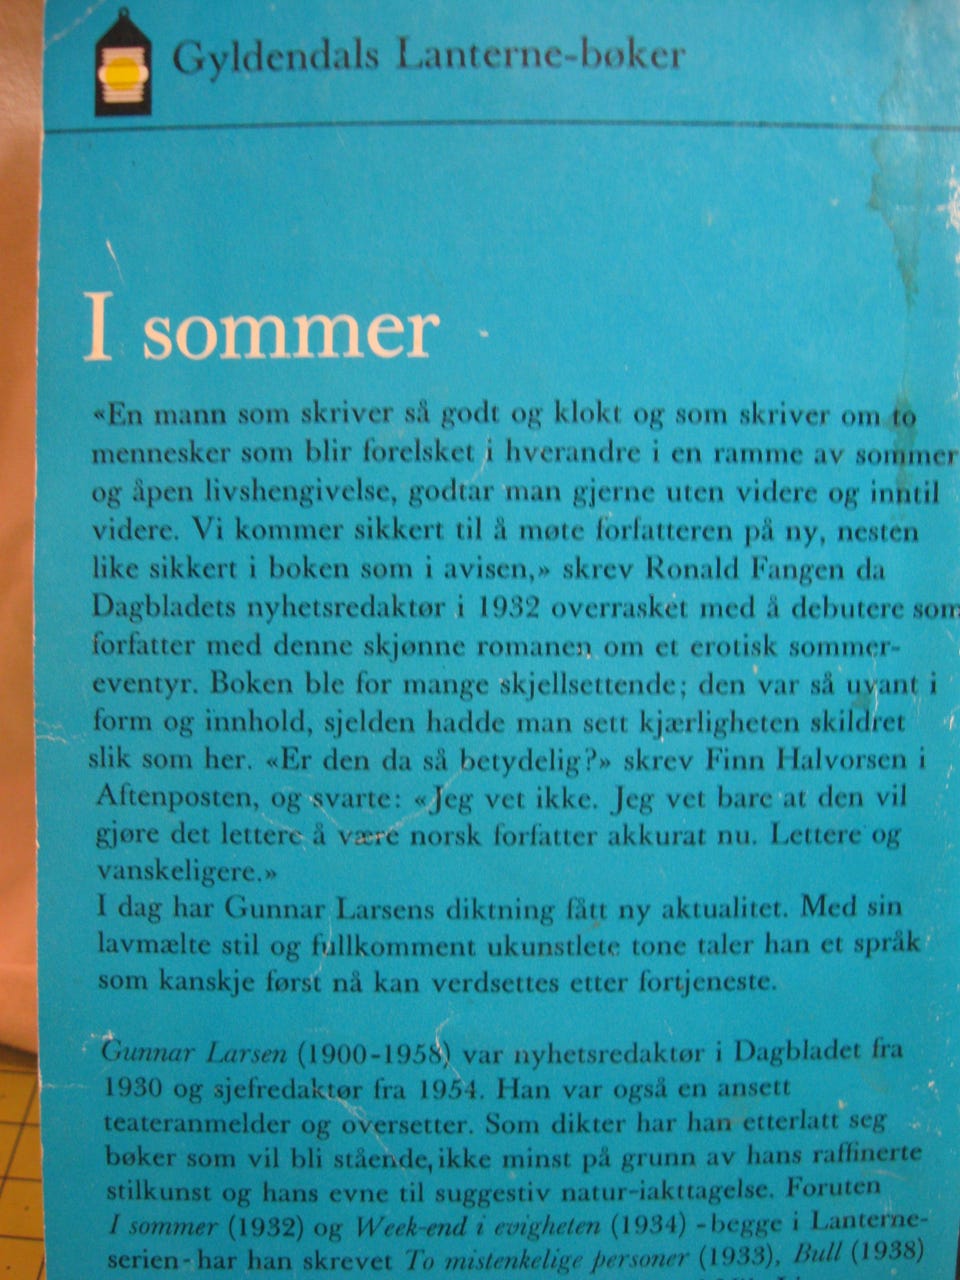 Gyldendals Lanterne-bøker
I sommer
«En mann som skriver så godt og klokt og som skriver om to
mennesker som blir forelsket i hverandre i en ramme av sommer
og åpen livshengivelse, godtar man gjerne uten videre og inntil
videre. Vi kommer sikkert til å møte forfatteren på ny, nesten
like sikkert i boken som i avisen,» skrev Ronald Fangen da
Dagbladets nyhetsredaktør i 1932 overrasket med å debutere som
forfatter med denne skjønne romanen om et erotisk sommer-
eventyr. Boken ble for mange skjellsettende; den var så uvant i
form og innhold, sjelden hadde man sett kjærligheten skildret
slik som her. «Er den da så betydelig?» skrev Finn Halvorsen i
Aftenposten, og svarte: «Jeg vet ikke. Jeg vet bare at den vil
gjøre det lettere å være norsk forfatter akkurat nu. Lettere og
vanskeligere.»
I dag har Gunnar Larsens diktning fått ny aktualitet. Med sin
lavmælte stil og fullkomment ukunstlete tone taler han et språk
som kanskje først nå kan verdsettes etter fortjeneste.
Gunnar Larsen (1900-1958) var nyhetsredaktør i Dagbladet fra
1930 og sjefredaktør fra 1954. Han var også en ansett
teateranmelder og oversetter. Som dikter har han etterlatt seg
bøker som vil bli stående, ikke minst på grunn av hans raffinerte
stilkunst og hans evne til suggestiv natur-iakttagelse. Foruten
I sommer (1932) og Week-end i evigheten (1934) - begge i Lanterne-
serien - har han skrevet To mistenkelige personer (1933), Bull (1938)